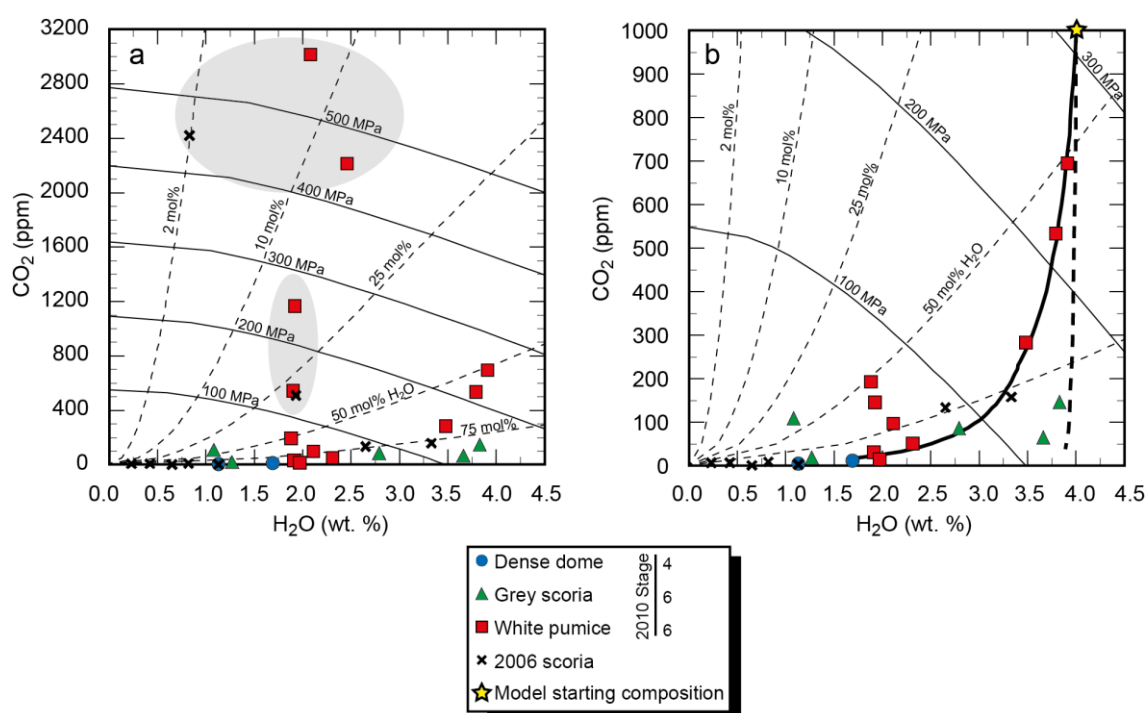 a
CO₂ (ppm)
3200
2800
2400
2000
1600
1200
800
400
0
2 mol%
10 mol%
25 mol%
500 MPa
400 MPa
300 MPa
200 MPa
100 MPa
50 mol% H₂O
75 mol%
0.0 0.5 1.0 1.5 2.0 2.5 3.0 3.5 4.0 4.5
H₂O (wt. %)
b
CO₂ (ppm)
1000
900
800
700
600
500
400
300
200
100
0
2 mol%
10 mol%
25 mol%
50 mol% H₂O
300 MPa
200 MPa
100 MPa
0.0 0.5 1.0 1.5 2.0 2.5 3.0 3.5 4.0 4.5
H₂O (wt. %)
Dense dome 4
Grey scoria 6
White pumice 6
2010 Stage
2006 scoria
Model starting composition